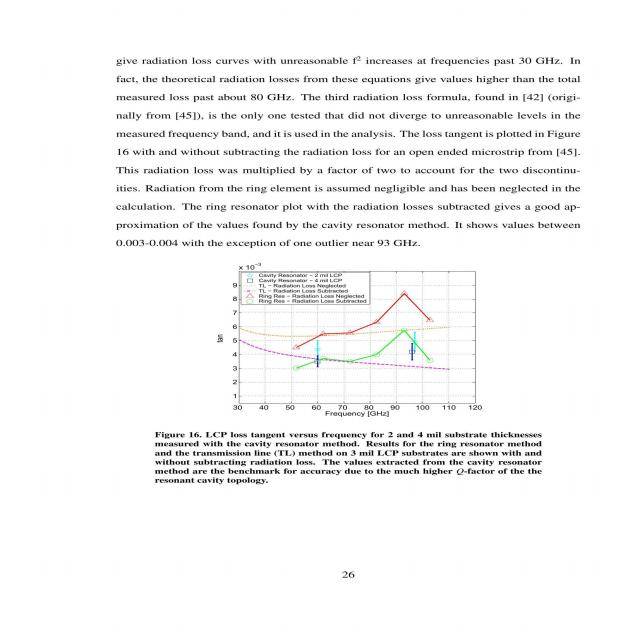 give radiation loss curves with unreasonable f² increases at frequencies past 30 GHz. In
fact, the theoretical radiation losses from these equations give values higher than the total
measured loss past about 80 GHz. The third radiation loss formula, found in [42] (origi-
nally from [45]), is the only one tested that did not diverge to unreasonable levels in the
measured frequency band, and it is used in the analysis. The loss tangent is plotted in Figure
16 with and without subtracting the radiation loss for an open ended microstrip from [45].
This radiation loss was multiplied by a factor of two to account for the two discontinu-
ities. Radiation from the ring element is assumed negligible and has been neglected in the
calculation. The ring resonator plot with the radiation losses subtracted gives a good ap-
proximation of the values found by the cavity resonator method. It shows values between
0.003-0.004 with the exception of one outlier near 93 GHz.
x 10⁻³
Cavity Resonator − 2 mil LCP
Cavity Resonator − 4 mil LCP
TL − Radiation Loss Neglected
TL − Radiation Loss Subtracted
Ring Res − Radiation Loss Neglected
Ring Res − Radiation Loss Subtracted
9
8
7
6
5
4
3
2
1
tan
30 40 50 60 70 80 90 100 110 120
Frequency [GHz]
Figure 16. LCP loss tangent versus frequency for 2 and 4 mil substrate thicknesses
measured with the cavity resonator method. Results for the ring resonator method
and the transmission line (TL) method on 3 mil LCP substrates are shown with and
without subtracting radiation loss. The values extracted from the cavity resonator
method are the benchmark for accuracy due to the much higher Q-factor of the the
resonant cavity topology.
26